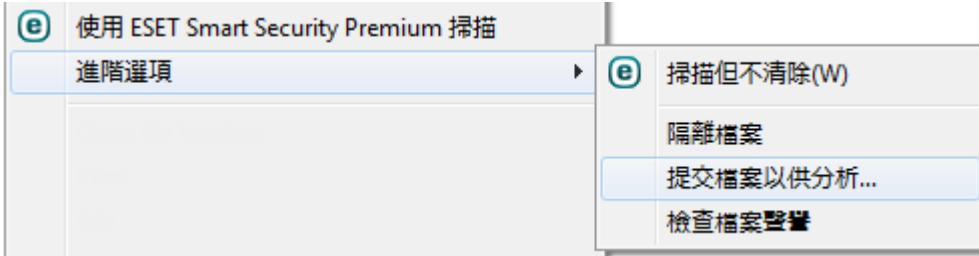 使用 ESET Smart Security Premium 掃描
進階選項
掃描但不清除(W)
隔離檔案
提交檔案以供分析...
檢查檔案聲譽